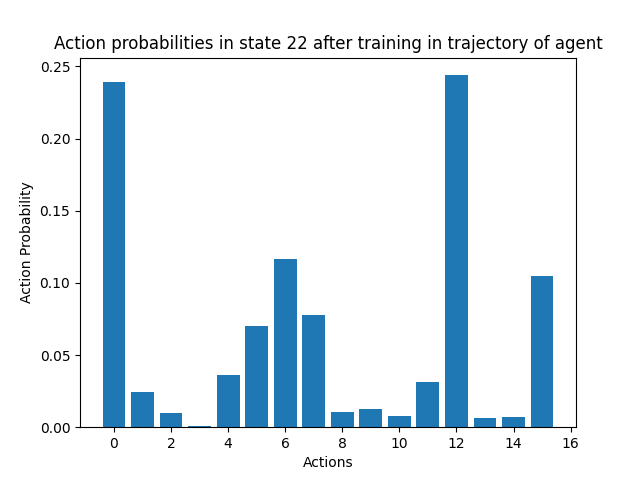 Action probabilities in state 22 after training in trajectory of agent
0.25
0.20
0.15
0.10
0.05
0.00
Action Probability
0 2 4 6 8 10 12 14 16
Actions